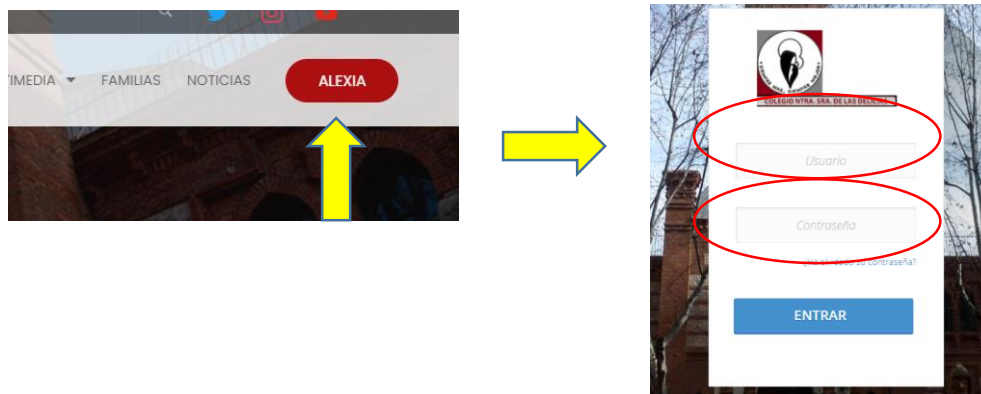 TIMEDIA FAMILIAS NOTICIAS ALEXIA
COLEGIO NTRA. SRA. DE LAS DELICIAS
Usuario
Contraseña
¿Ha olvidado su contraseña?
ENTRAR